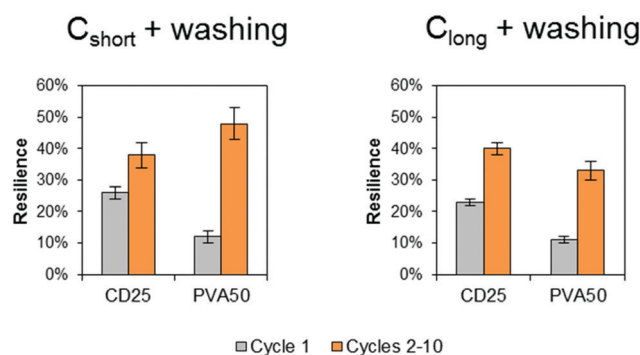 C_short + washing
C_long + washing
Resilience
60%
50%
40%
30%
20%
10%
0%
CD25 PVA50
Resilience
60%
50%
40%
30%
20%
10%
0%
CD25 PVA50
Cycle 1 Cycles 2-10